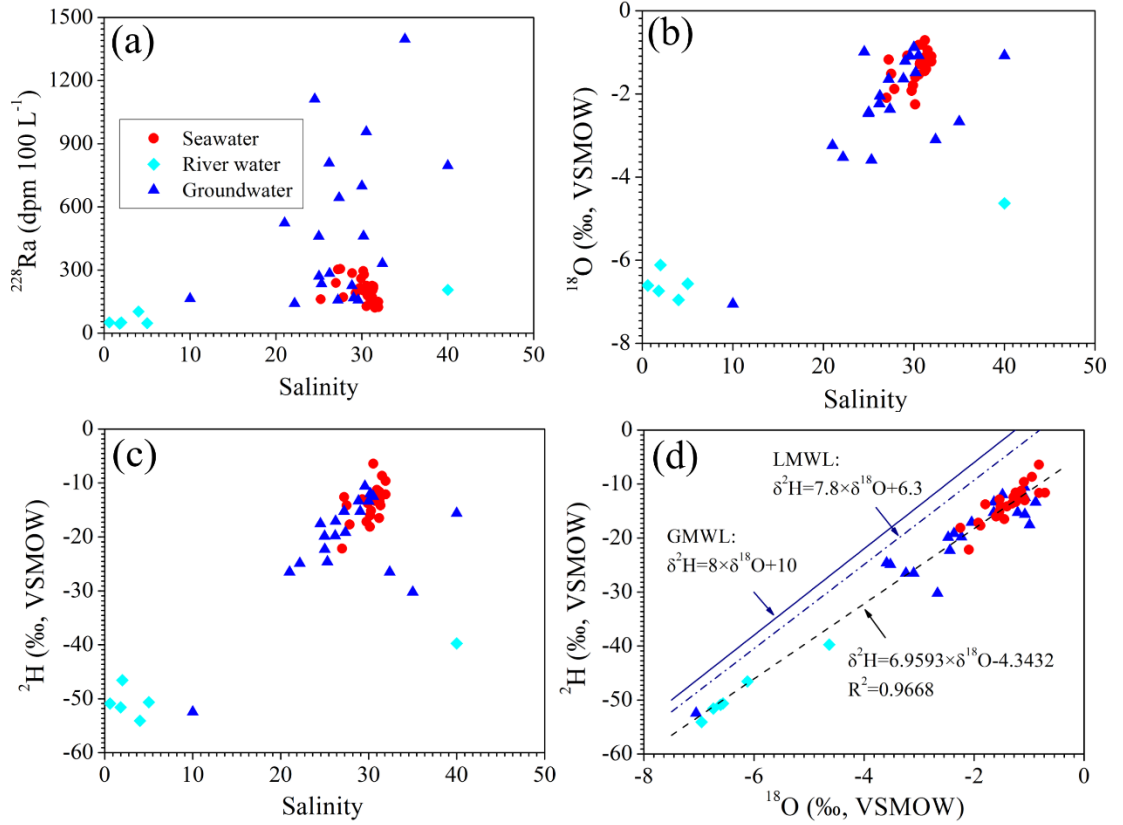 (a)
1500
1200
900
600
300
0
²²⁸Ra (dpm 100 L⁻¹)
Seawater
River water
Groundwater
0 10 20 30 40 50
Salinity
(b)
0
-2
-4
-6
-8
¹⁸O (‰, VSMOW)
0 10 20 30 40 50
Salinity
(c)
0
-10
-20
-30
-40
-50
-60
²H (‰, VSMOW)
0 10 20 30 40 50
Salinity
(d)
0
-10
-20
-30
-40
-50
-60
²H (‰, VSMOW)
LMWL:
δ²H=7.8×δ¹⁸O+6.3
GMWL:
δ²H=8×δ¹⁸O+10
δ²H=6.9593×δ¹⁸O-4.3432
R²=0.9668
-8 -6 -4 -2 0
¹⁸O (‰, VSMOW)